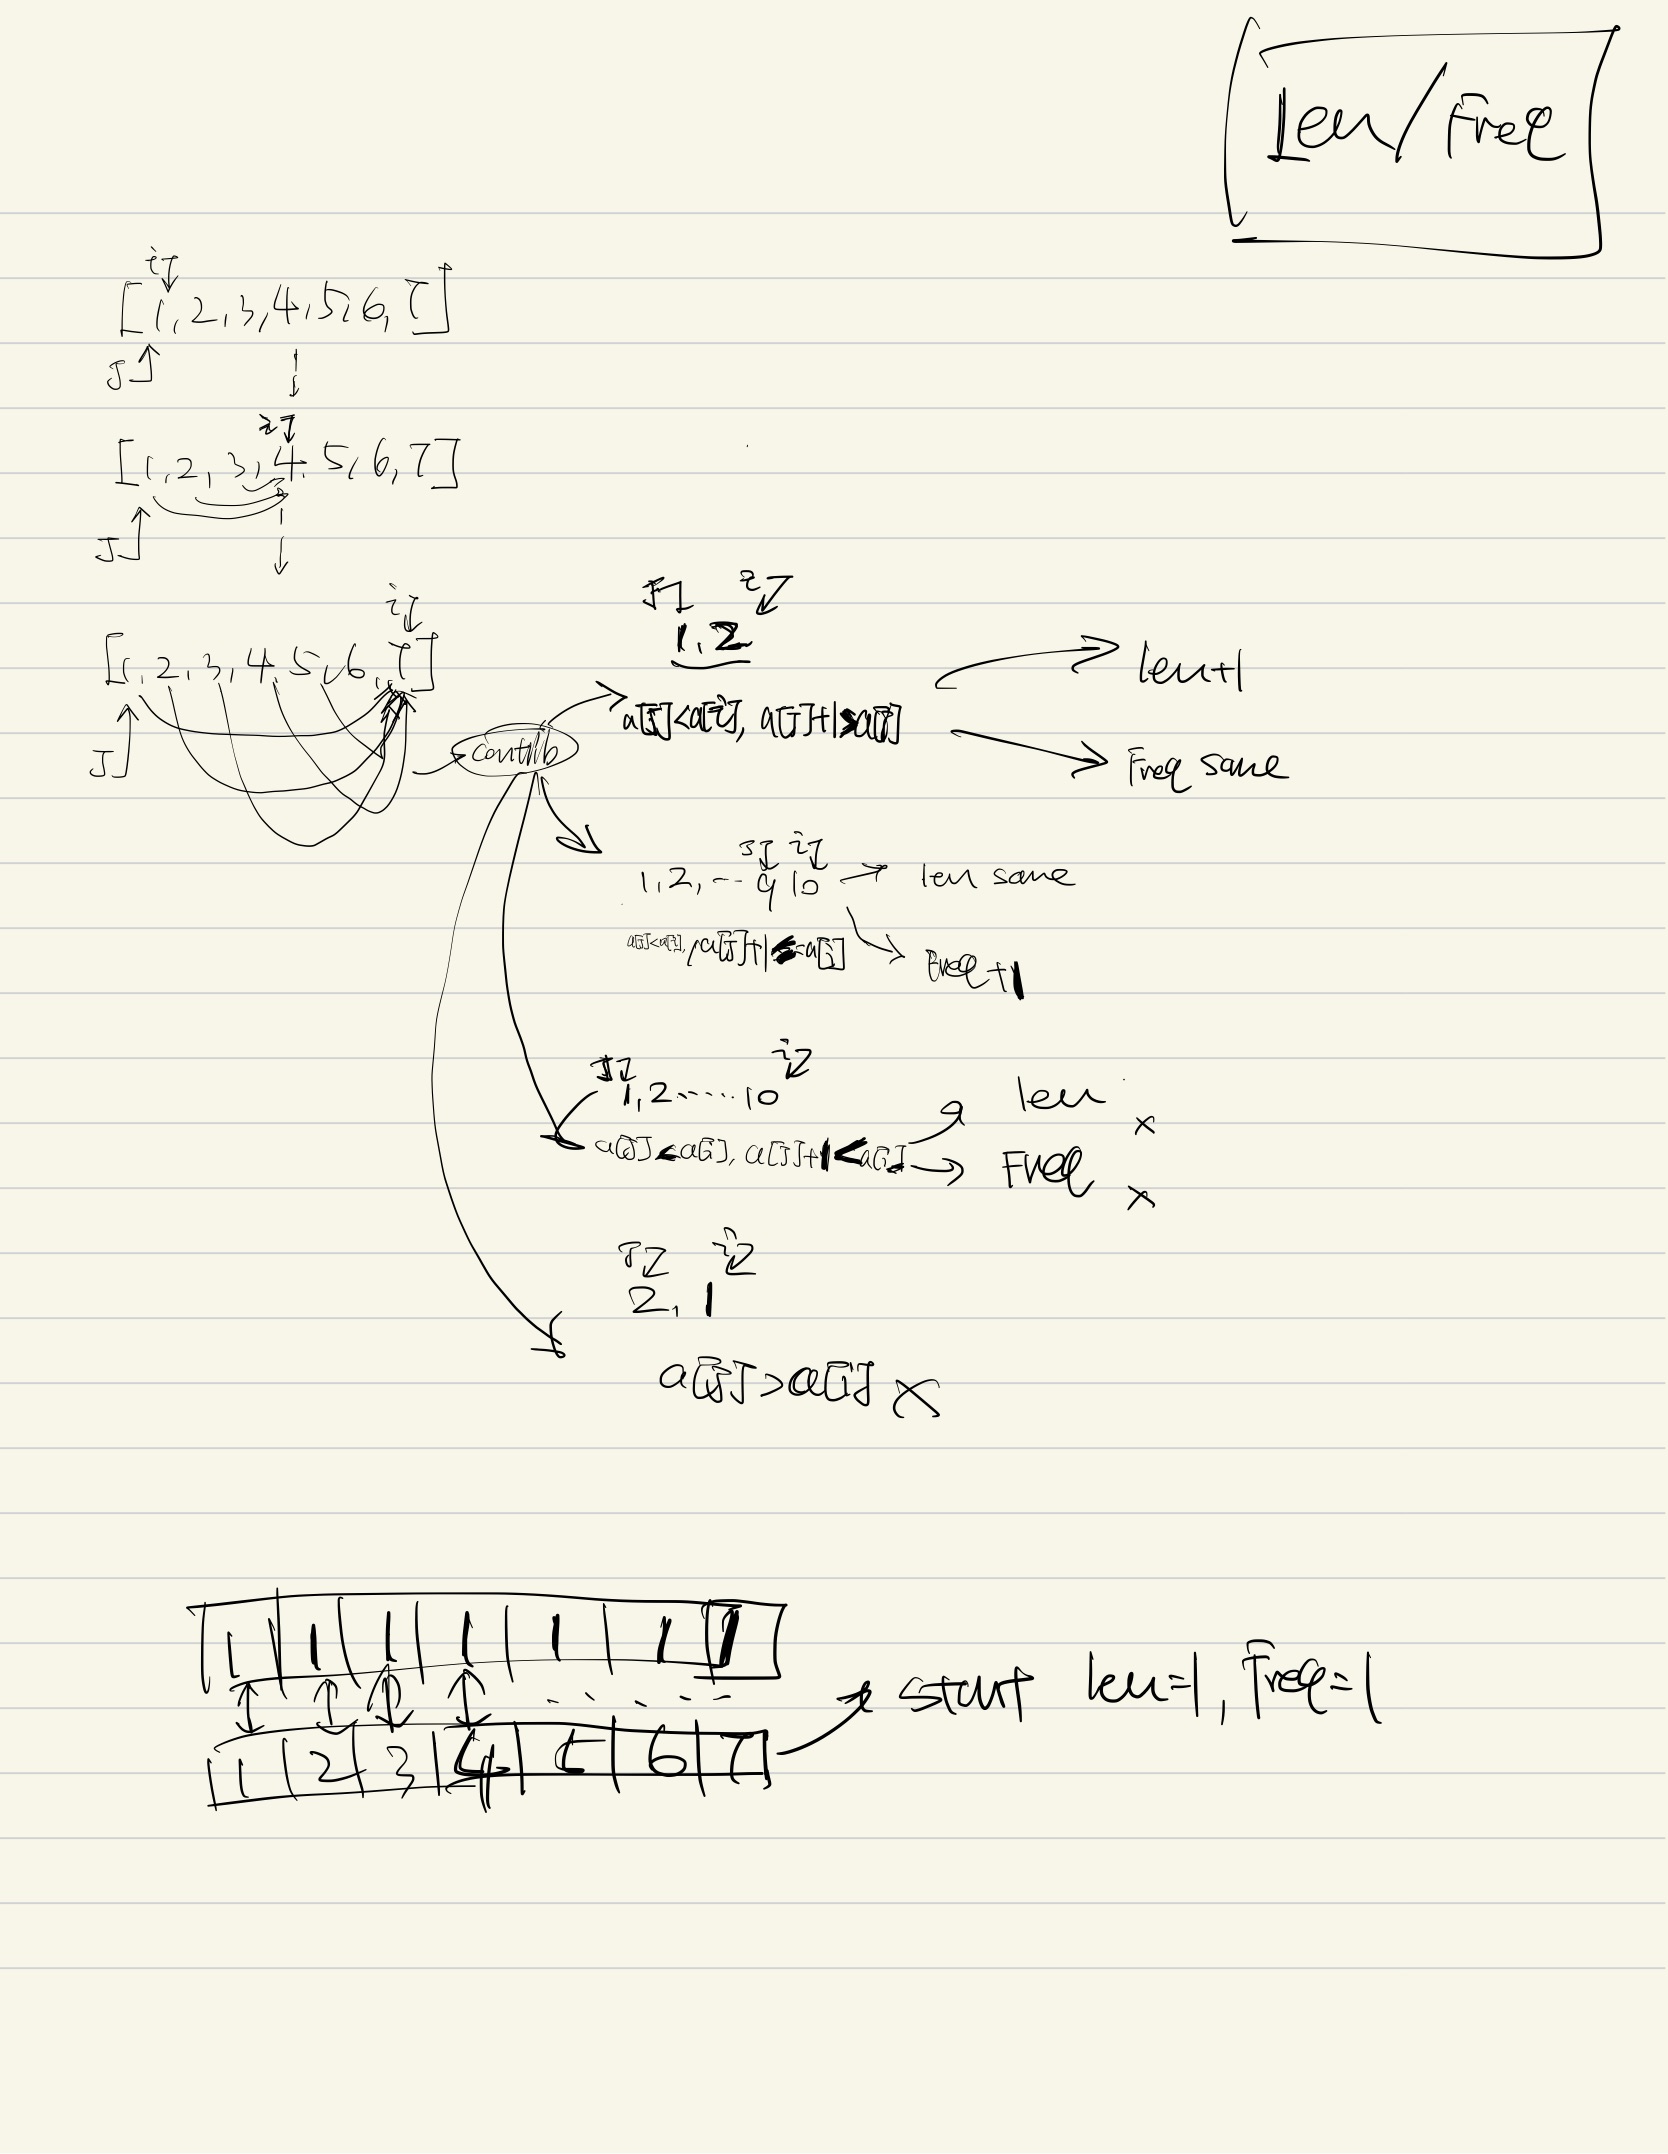 Len/Freq
i
[1,2,3,4,5,6,7]
J
i
[1,2,3,4,5,6,7]
J
i
[1,2,3,4,5,6,7]
J
contrib
J i
1,2
a[J]<a[i], a[J]+1>a[i]
len+1
Freq same
J i
1,2,--9 10
len same
a[J]<a[i], a[J]+1 = a[i]
Freq+1
J i
1,2.....10
a[J]<a[i], a[J]+1<a[i]
len x
Freq x
J i
2, 1
a[J]>a[i] x
1 1 1 1 1 1 1
1 2 3 4 5 6 7
start len=1, Freq=1